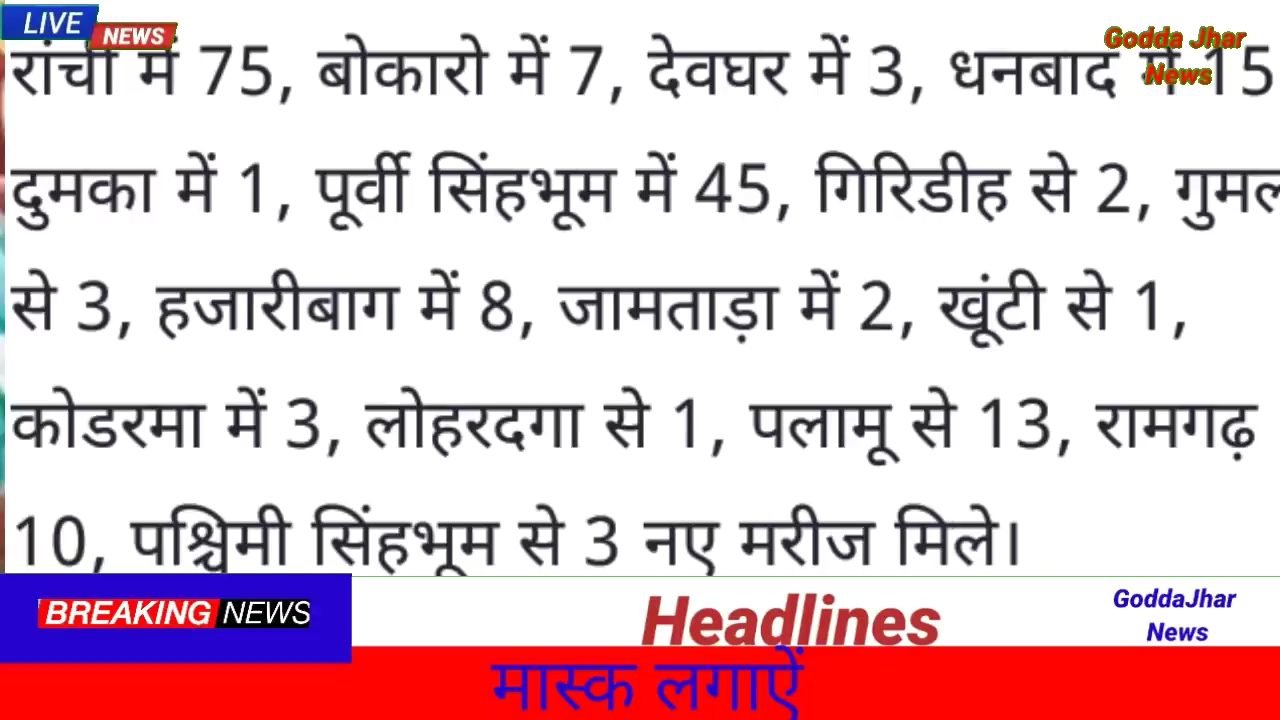 LIVE
NEWS
Godda Jhar
News
रांची में 75, बोकारो में 7, देवघर में 3, धनबाद में 15
दुमका में 1, पूर्वी सिंहभूम में 45, गिरिडीह से 2,
से 3, हजारीबाग में 8, जामताड़ा में 2, खूंटी से 1,
कोडरमा में 3, लोहरदगा से 1, पलामू से 13, रामगढ़
10, पश्चिमी सिंहभूम से 3 नए मरीज मिले।
BREAKING NEWS
Headlines
GoddaJhar
News
मास्क लगाऐं